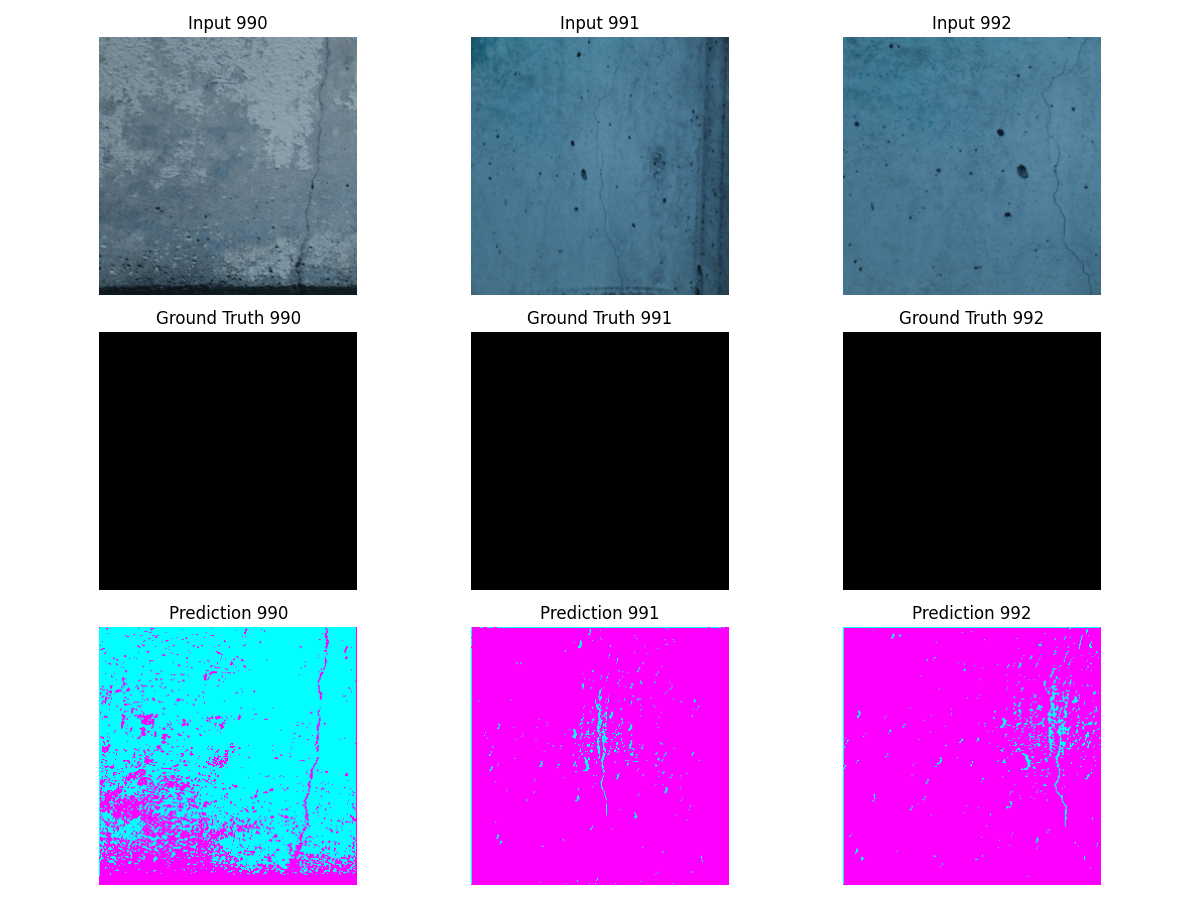 Input 990
Input 991
Input 992
Ground Truth 990
Ground Truth 991
Ground Truth 992
Prediction 990
Prediction 991
Prediction 992